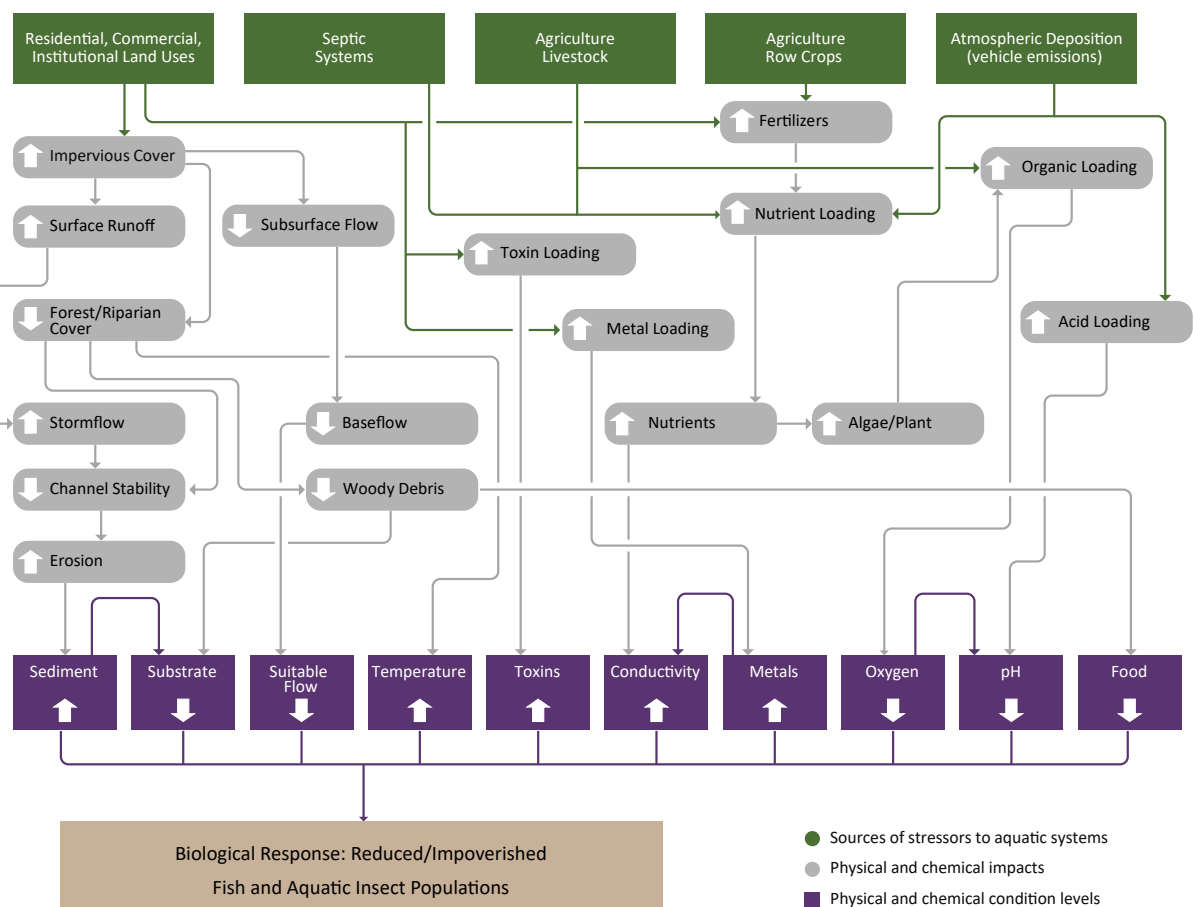 Residential, Commercial,
Institutional Land Uses
Septic
Systems
Agriculture
Livestock
Agriculture
Row Crops
Atmospheric Deposition
(vehicle emissions)
Fertilizers
Impervious Cover
Organic Loading
Surface Runoff
Subsurface Flow
Nutrient Loading
Toxin Loading
Forest/Riparian
Cover
Metal Loading
Acid Loading
Stormflow
Baseflow
Nutrients
Algae/Plant
Channel Stability
Woody Debris
Erosion
Sediment
Substrate
Suitable
Flow
Temperature
Toxins
Conductivity
Metals
Oxygen
pH
Food
Biological Response: Reduced/Impoverished
Fish and Aquatic Insect Populations
Sources of stressors to aquatic systems
Physical and chemical impacts
Physical and chemical condition levels